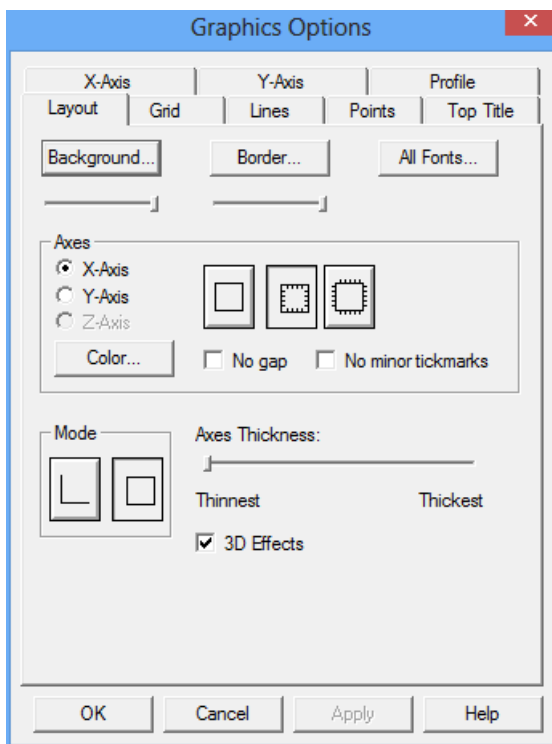 Graphics Options
X-Axis Y-Axis Profile
Layout Grid Lines Points Top Title
Background... Border... All Fonts...
Axes
X-Axis
Y-Axis
Z-Axis
Color... No gap No minor tickmarks
Mode Axes Thickness:
Thinnest Thickest
3D Effects
OK Cancel Apply Help